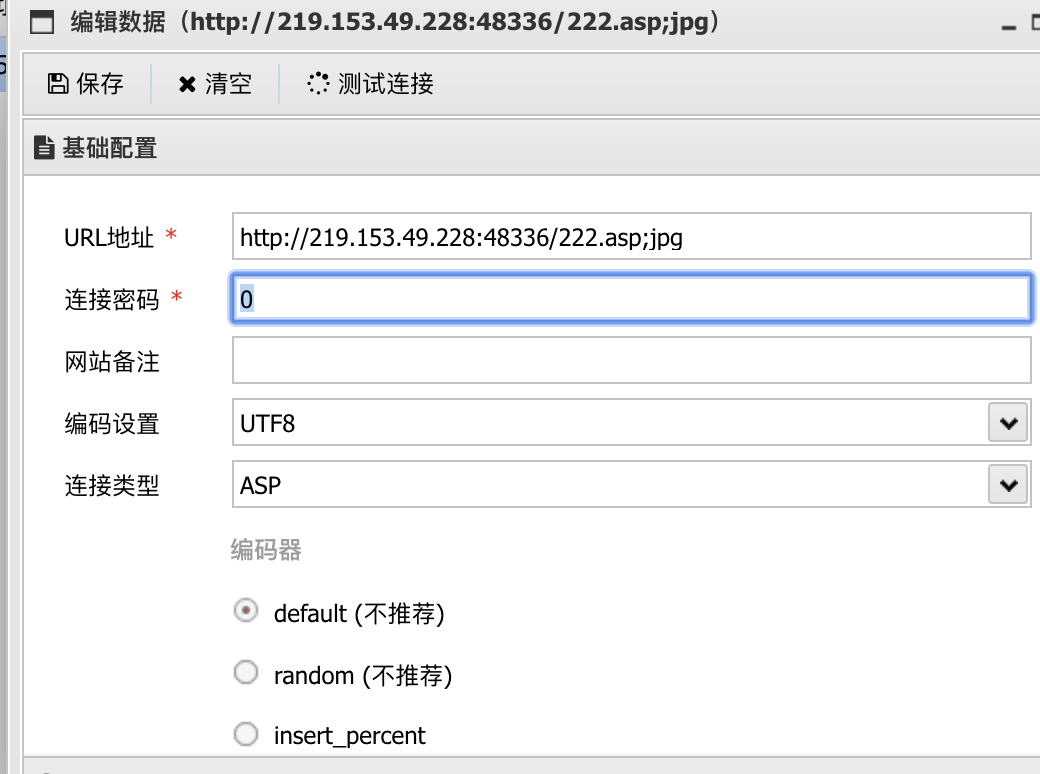 编辑数据（http://219.153.49.228:48336/222.asp;jpg）
保存 清空 测试连接
基础配置
URL地址 * http://219.153.49.228:48336/222.asp;jpg
连接密码 * 0
网站备注
编码设置 UTF8
连接类型 ASP
编码器
default (不推荐)
random (不推荐)
insert_percent